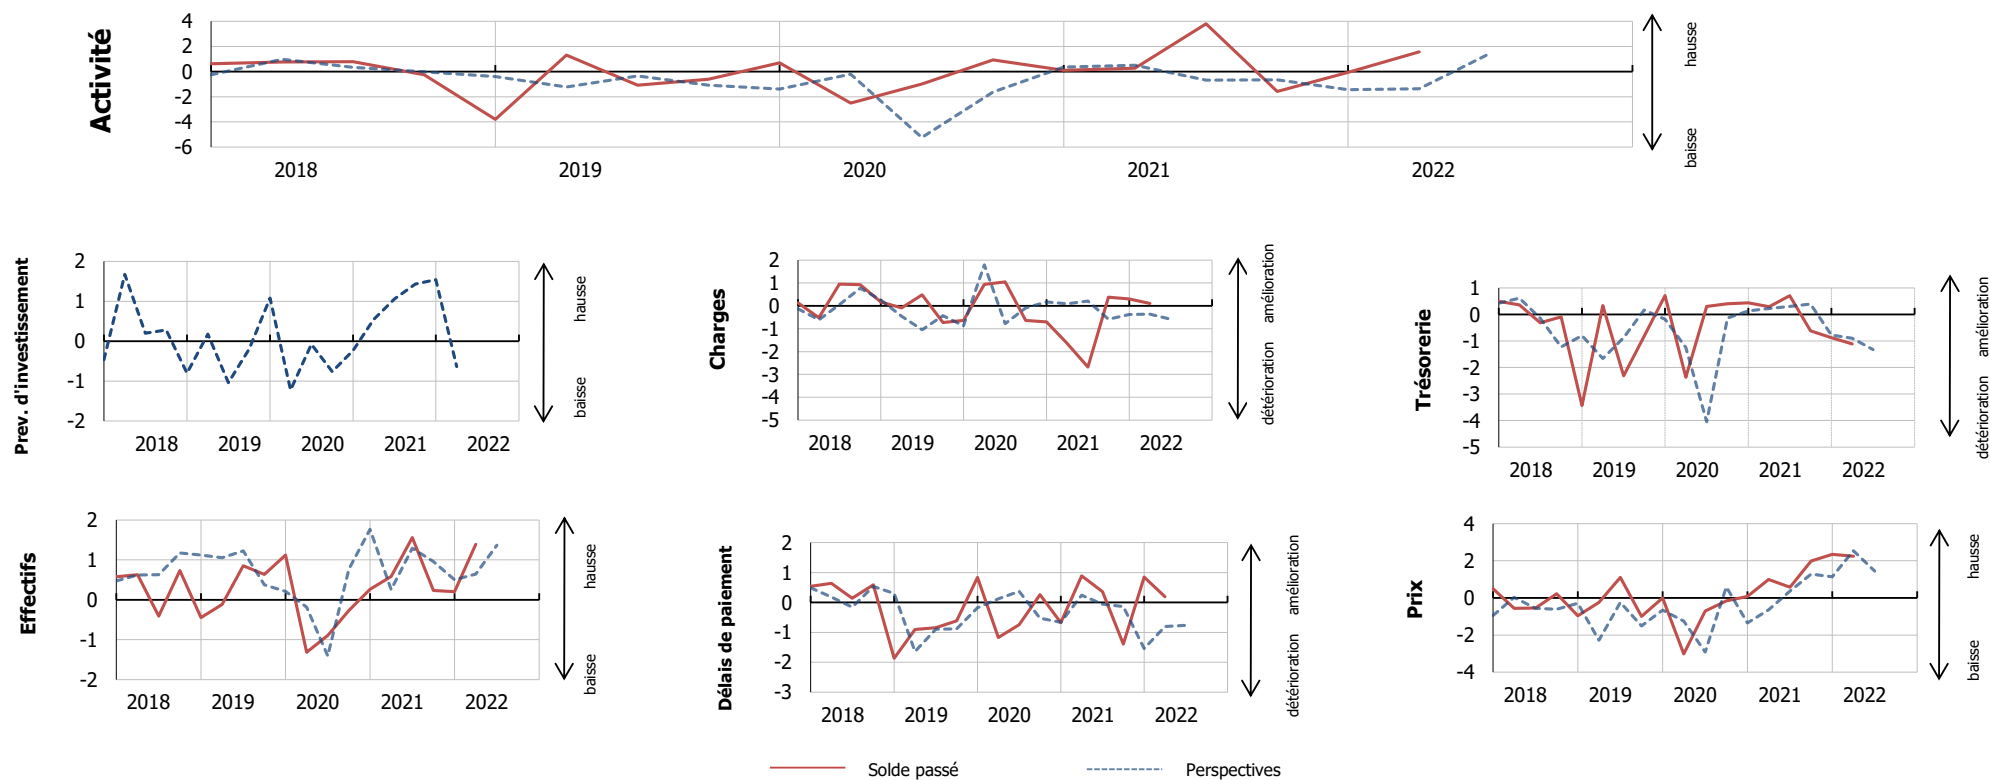 Activité
4
2
0
-2
-4
-6
2018 2019 2020 2021 2022
hausse
baisse
Prev. d'investissement
2
1
0
-1
-2
2018 2019 2020 2021 2022
hausse
baisse
Charges
2
1
0
-1
-2
-3
-4
-5
2018 2019 2020 2021 2022
amélioration
détérioration
Trésorerie
1
0
-1
-2
-3
-4
-5
2018 2019 2020 2021 2022
amélioration
détérioration
Effectifs
2
1
0
-1
-2
2018 2019 2020 2021 2022
hausse
baisse
Délais de paiement
2
1
0
-1
-2
-3
2018 2019 2020 2021 2022
amélioration
détérioration
Prix
4
2
0
-2
-4
2018 2019 2020 2021 2022
hausse
baisse
Solde passé Perspectives